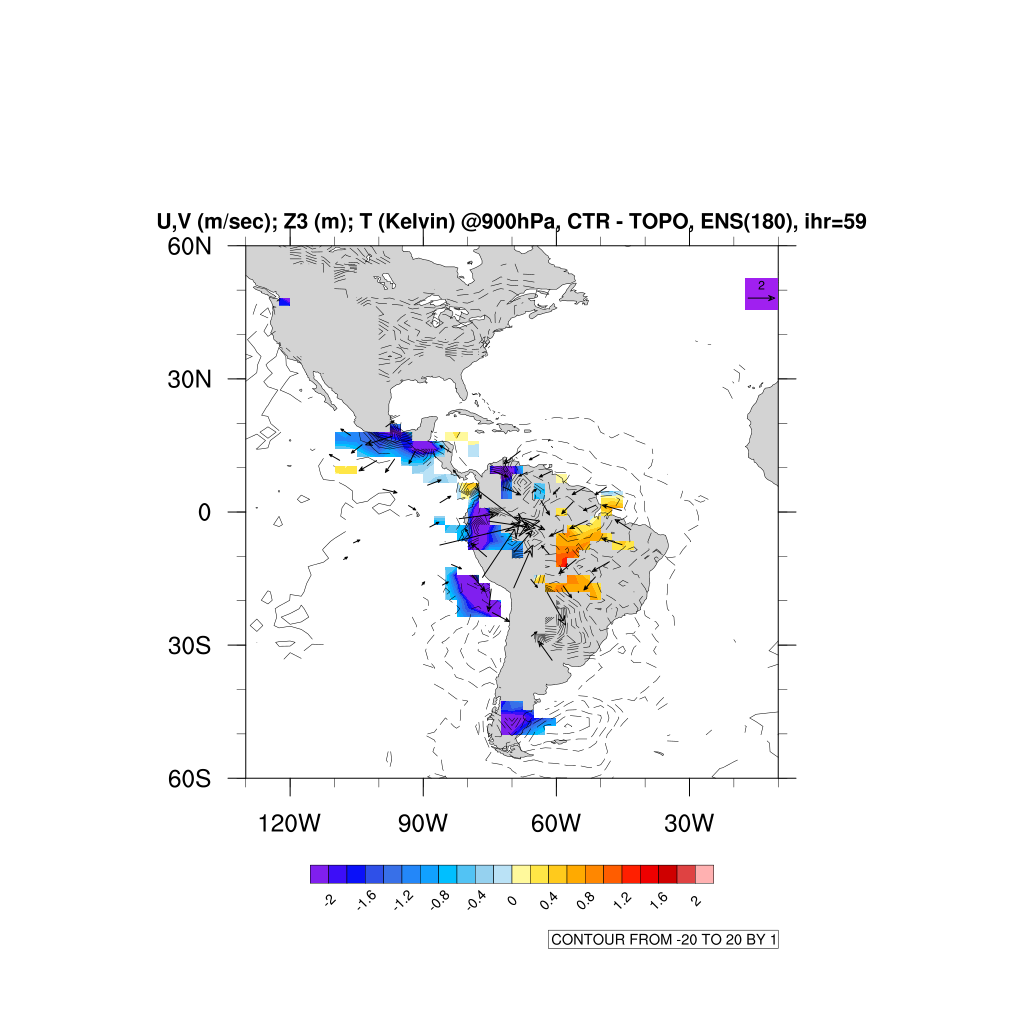 U,V (m/sec); Z3 (m); T (Kelvin) @900hPa, CTR - TOPO, ENS(180), ihr=59
60N
2
30N
0
30S
60S
120W 90W 60W 30W
-2 -1.6 -1.2 -0.8 -0.4 0 0.4 0.8 1.2 1.6 2
CONTOUR FROM -20 TO 20 BY 1